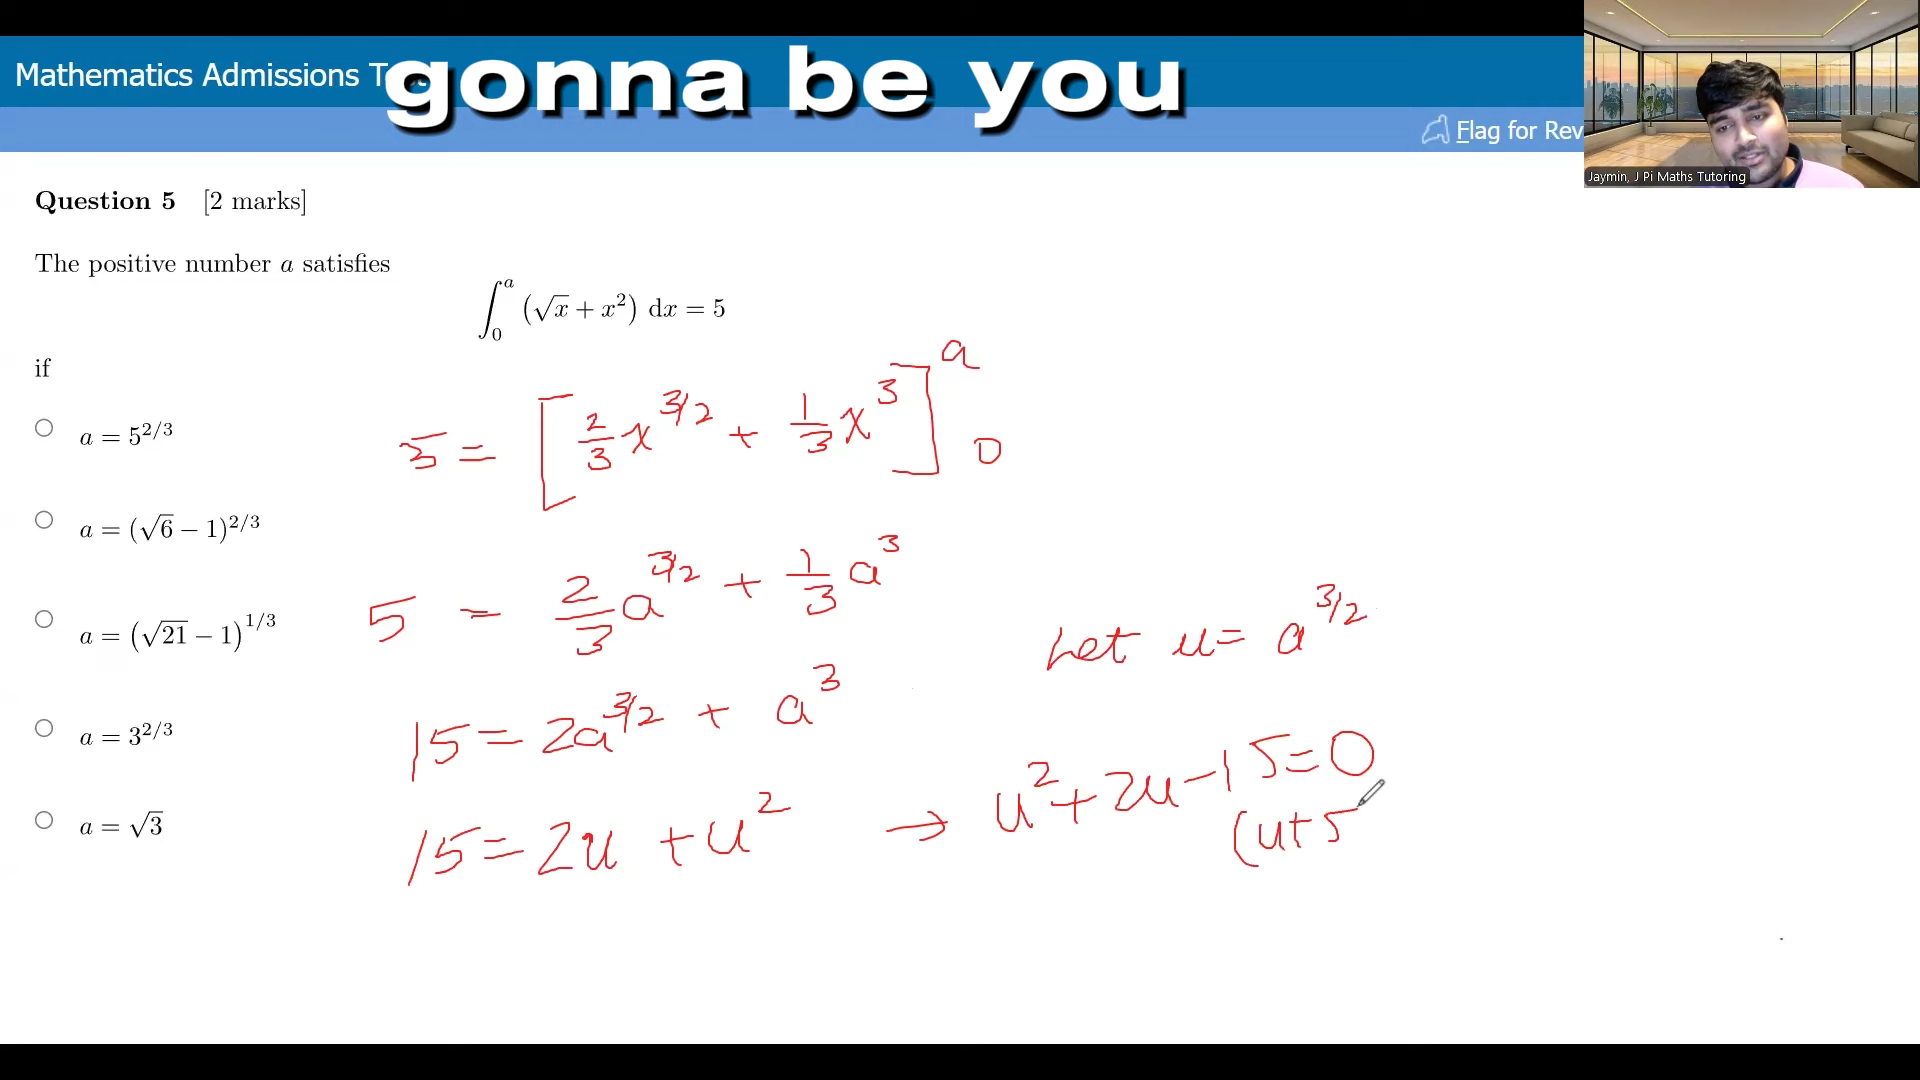 Mathematics Admissions T
gonna be you
Flag for Rev
Jaymin, J Pi Maths Tutoring
Question 5 [2 marks]
The positive number a satisfies
∫₀ᵃ (√x + x²) dx = 5
if
a = 5^{2/3}
a = (√6 − 1)^{2/3}
a = (√21 − 1)^{1/3}
a = 3^{2/3}
a = √3
5 = [2/3 x^{3/2} + 1/3 x³]₀ᵃ
5 = 2/3 a^{3/2} + 1/3 a³
15 = 2a^{3/2} + a³
15 = 2u + u²
Let u = a^{3/2}
→ u² + 2u − 15 = 0
(u+5